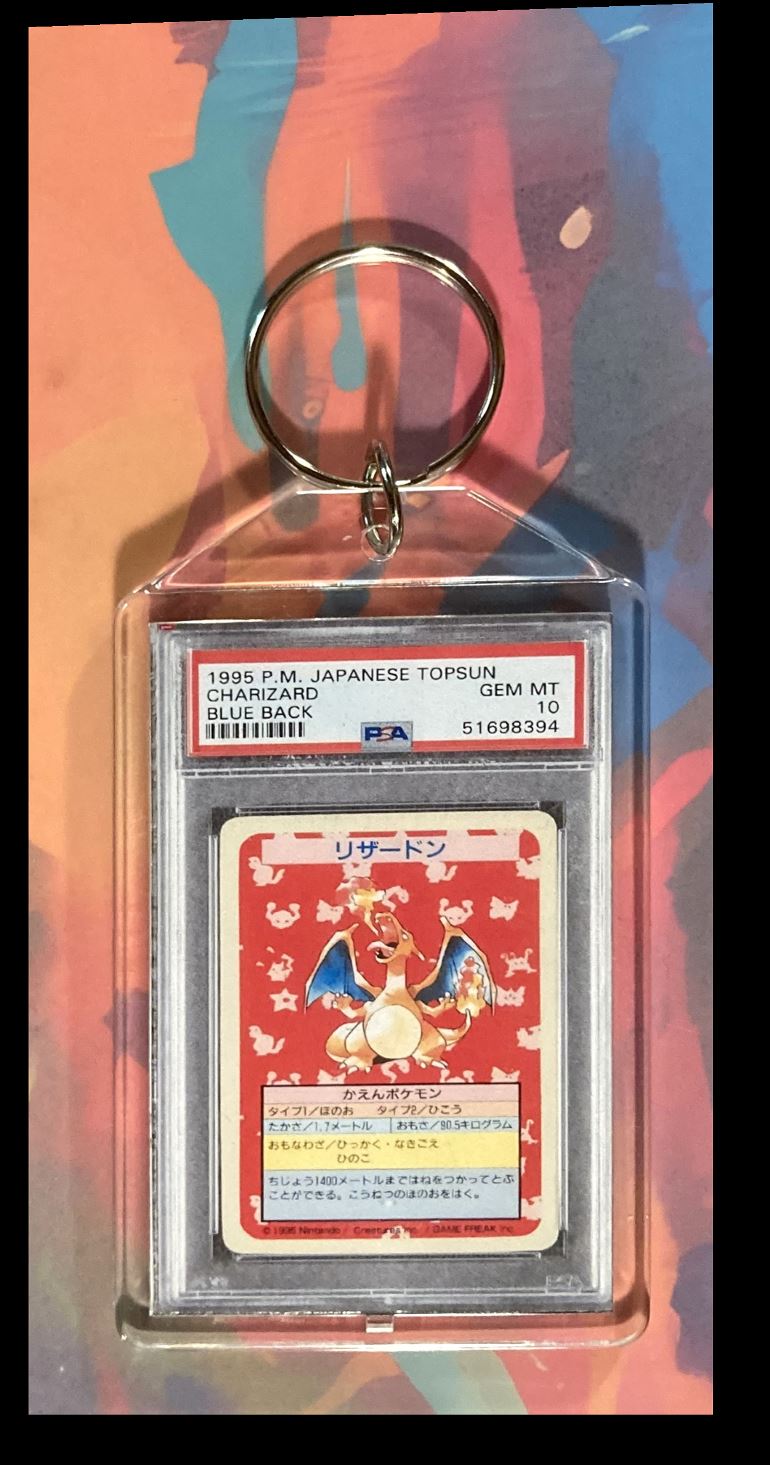 1995 P.M. JAPANESE TOPSUN
CHARIZARD GEM MT
BLUE BACK 10
PSA 51698394
リザードン
かえんポケモン
タイプ1/ほのお タイプ2/ひこう
たかさ/1.7メートル おもさ/90.5キログラム
おもなわざ/ひっかく・なきごえ
ひのこ
ちじょう1400メートルまではねをつかってとぶ
ことができる。こうねつのほのおをはく。
© 1995 Nintendo / Creatures inc. / GAME FREAK inc.